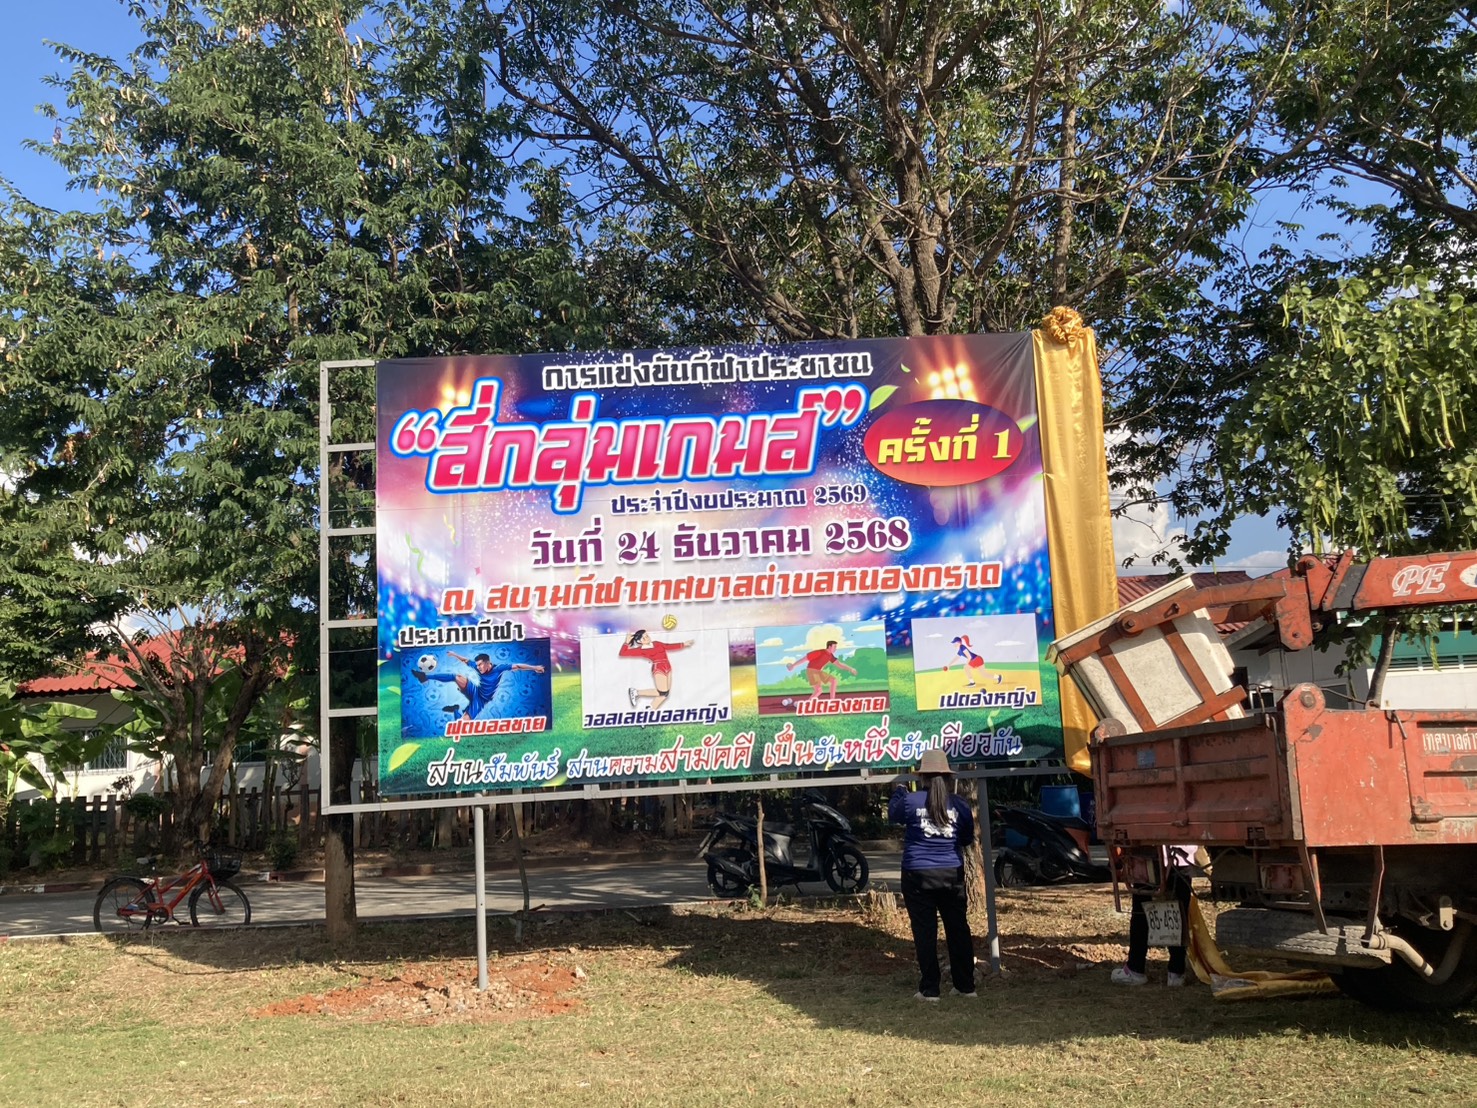 การแข่งขันกีฬาประชาชน
“สี่กลุ่มเกมส์”
ครั้งที่ 1
ประจำปีงบประมาณ 2569
วันที่ 24 ธันวาคม 2568
ณ สนามกีฬาเทศบาลตำบลหนองกราด
ประเภทกีฬา
ฟุตบอลชาย
วอลเลย์บอลหญิง
เปตองชาย
เปตองหญิง
สานสัมพันธ์ สานความสามัคคี เป็นอันหนึ่งอันเดียวกัน
PE